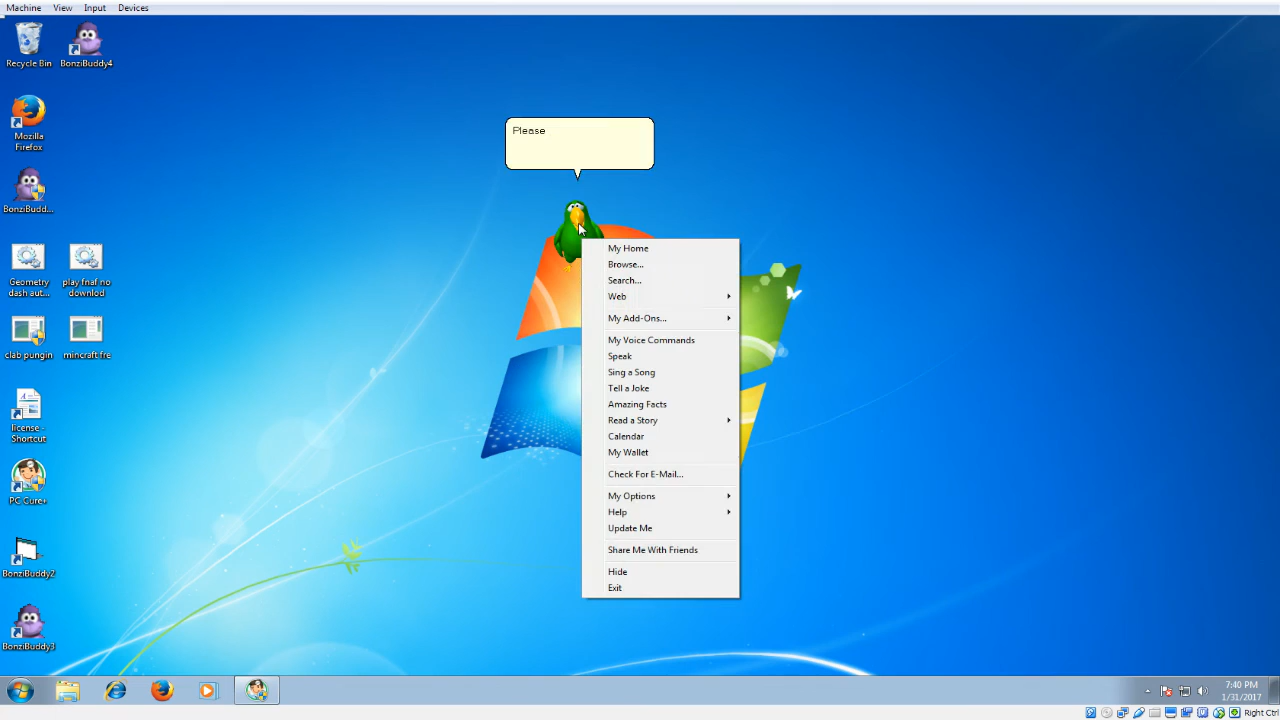 Machine View Input Devices
Recycle Bin
BonziBuddy4
Mozilla
Firefox
BonziBudd...
Geometry
dash aut...
play fnaf no
downlod
clab pungin
mincraft fre
license -
Shortcut
PC Cure+
BonziBuddy2
BonziBuddy3
Please
My Home
Browse...
Search...
Web
My Add-Ons...
My Voice Commands
Speak
Sing a Song
Tell a Joke
Amazing Facts
Read a Story
Calendar
My Wallet
Check For E-Mail...
My Options
Help
Update Me
Share Me With Friends
Hide
Exit
7:40 PM
1/31/2017
Right Ctrl